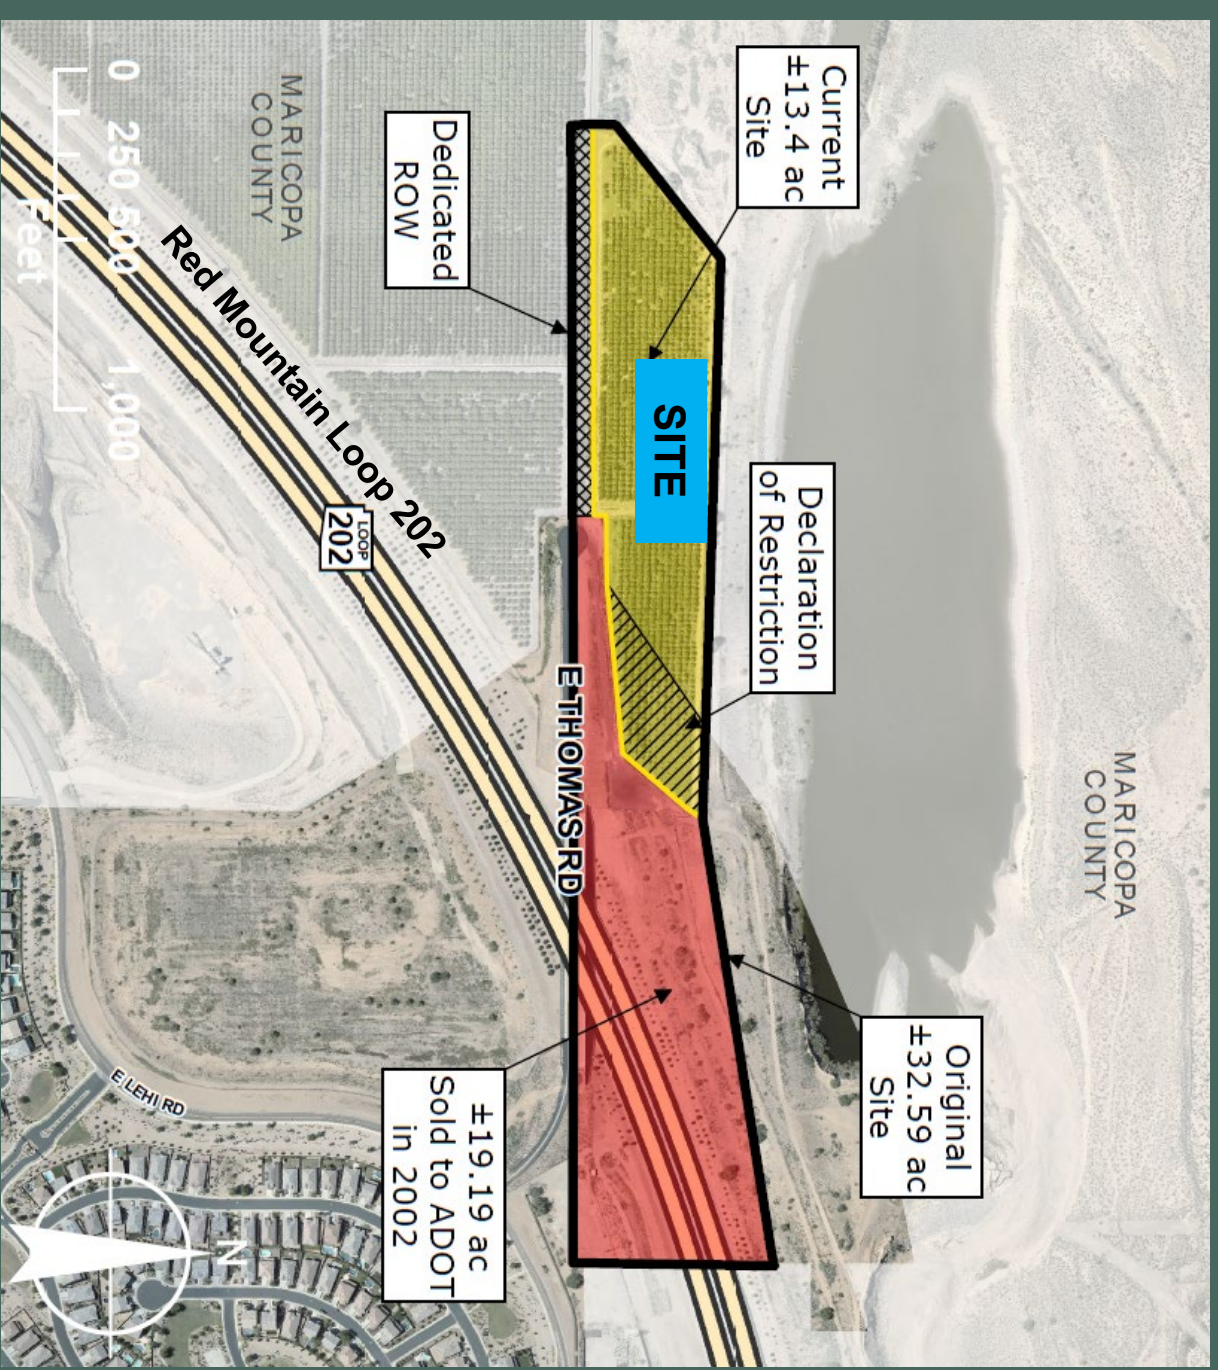 Current
±13.4 ac
Site
Declaration
of Restriction
Original
±32.59 ac
Site
MARICOPA
COUNTY
SITE
Dedicated
ROW
MARICOPA
COUNTY
E THOMAS RD
±19.19 ac
Sold to ADOT
in 2002
Red Mountain Loop 202
LOOP
202
E LEHI RD
0 250 500 1,000
Feet
N